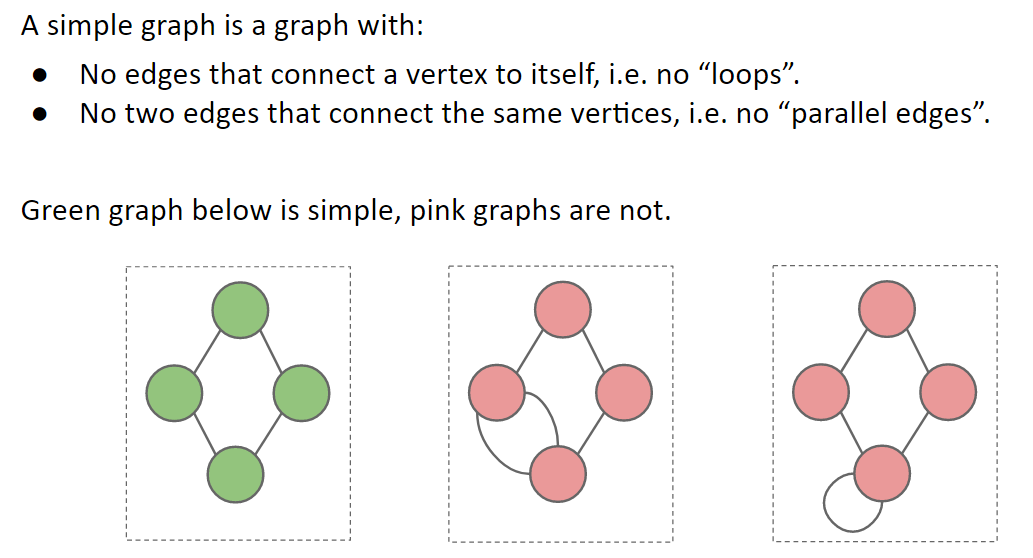 A simple graph is a graph with:
● No edges that connect a vertex to itself, i.e. no “loops”.
● No two edges that connect the same vertices, i.e. no “parallel edges”.
Green graph below is simple, pink graphs are not.